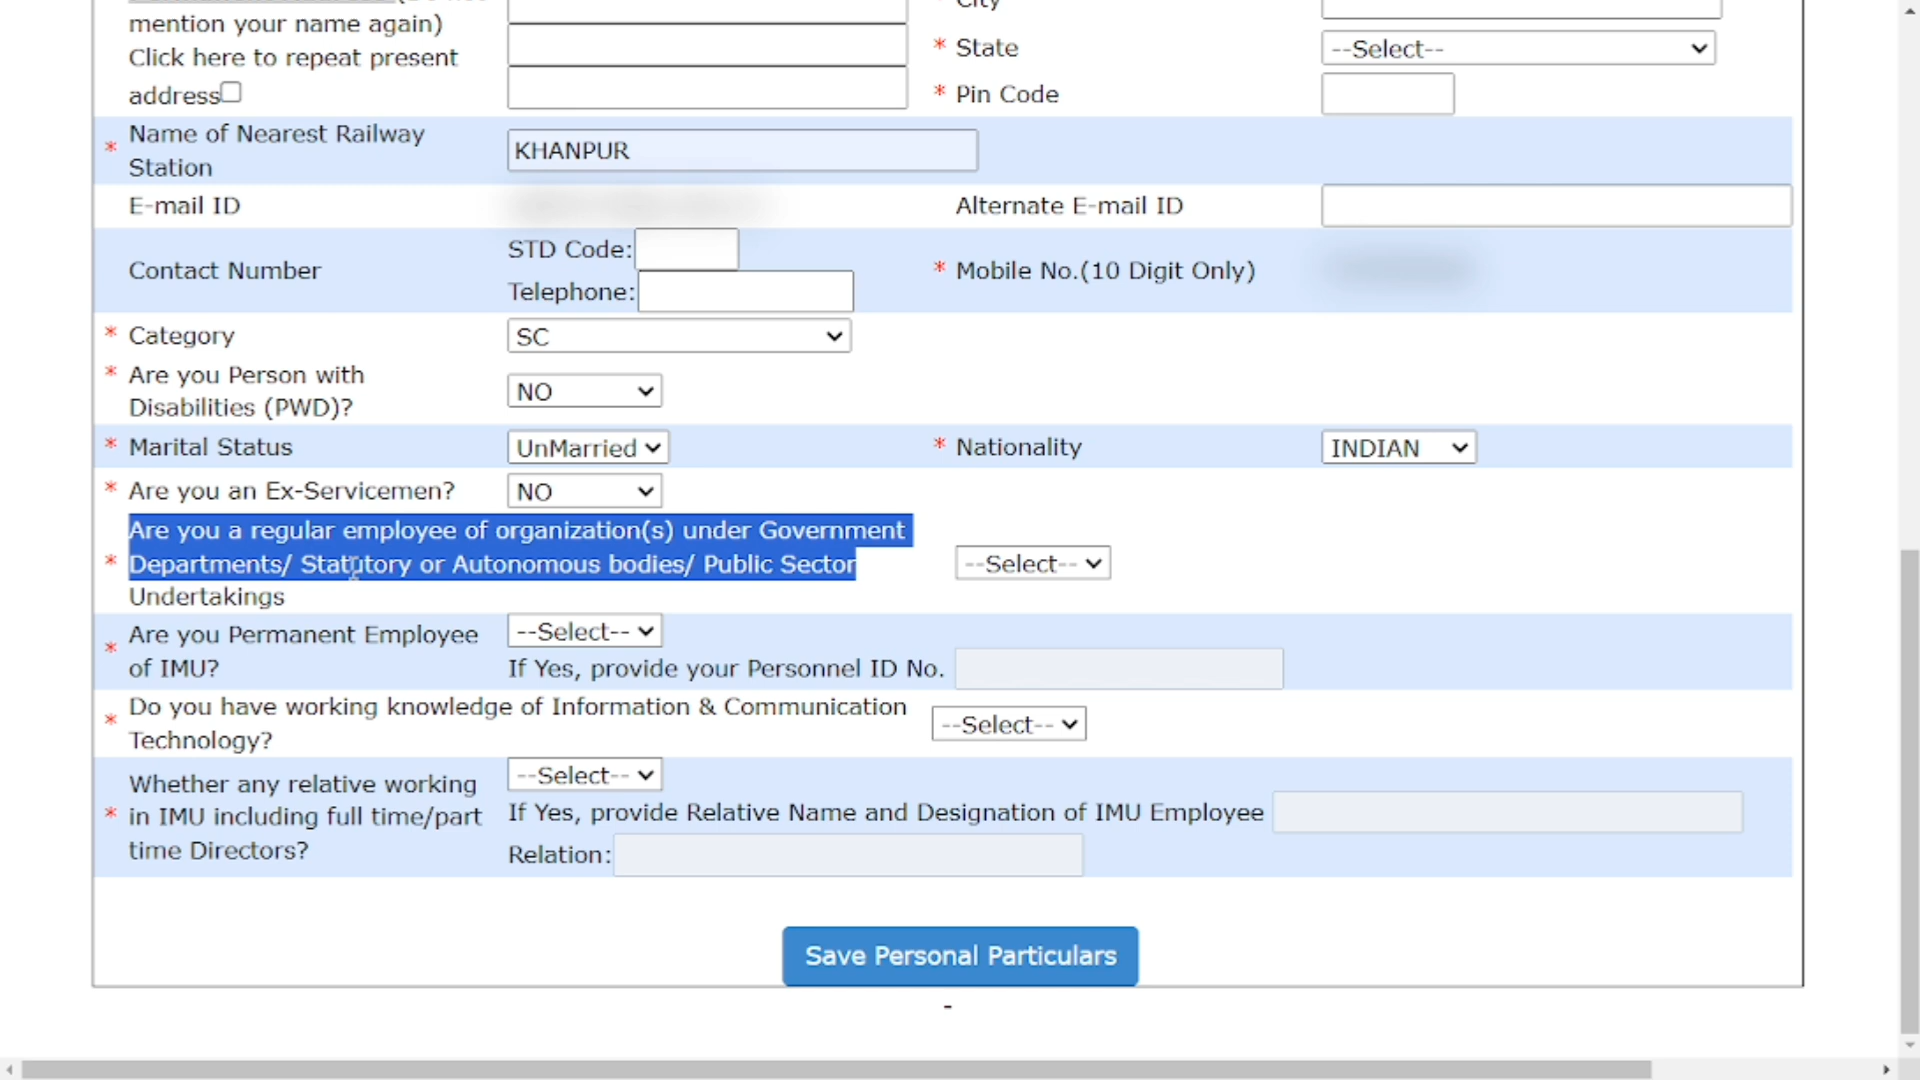 mention your name again)
Click here to repeat present
address
* City
* State --Select--
* Pin Code
* Name of Nearest Railway
Station
KHANPUR
E-mail ID
Alternate E-mail ID
Contact Number
STD Code:
Telephone:
* Mobile No.(10 Digit Only)
* Category SC
* Are you Person with
Disabilities (PWD)?
NO
* Marital Status UnMarried
* Nationality INDIAN
* Are you an Ex-Servicemen? NO
Are you a regular employee of organization(s) under Government
* Departments/ Statutory or Autonomous bodies/ Public Sector
Undertakings
--Select--
* Are you Permanent Employee
of IMU?
--Select--
If Yes, provide your Personnel ID No.
* Do you have working knowledge of Information & Communication
Technology?
--Select--
Whether any relative working
* in IMU including full time/part
time Directors?
--Select--
If Yes, provide Relative Name and Designation of IMU Employee
Relation:
Save Personal Particulars
-